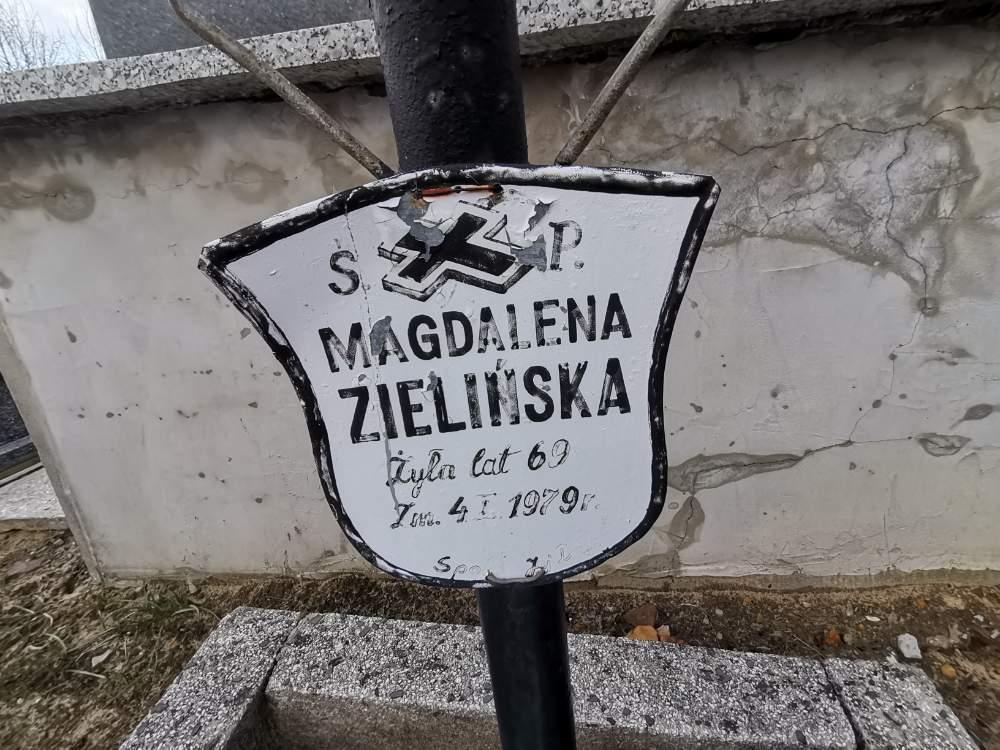 Ś. P.
MAGDALENA
ZIELIŃSKA
Żyła lat 69
Zm. 4 I. 1979 r.